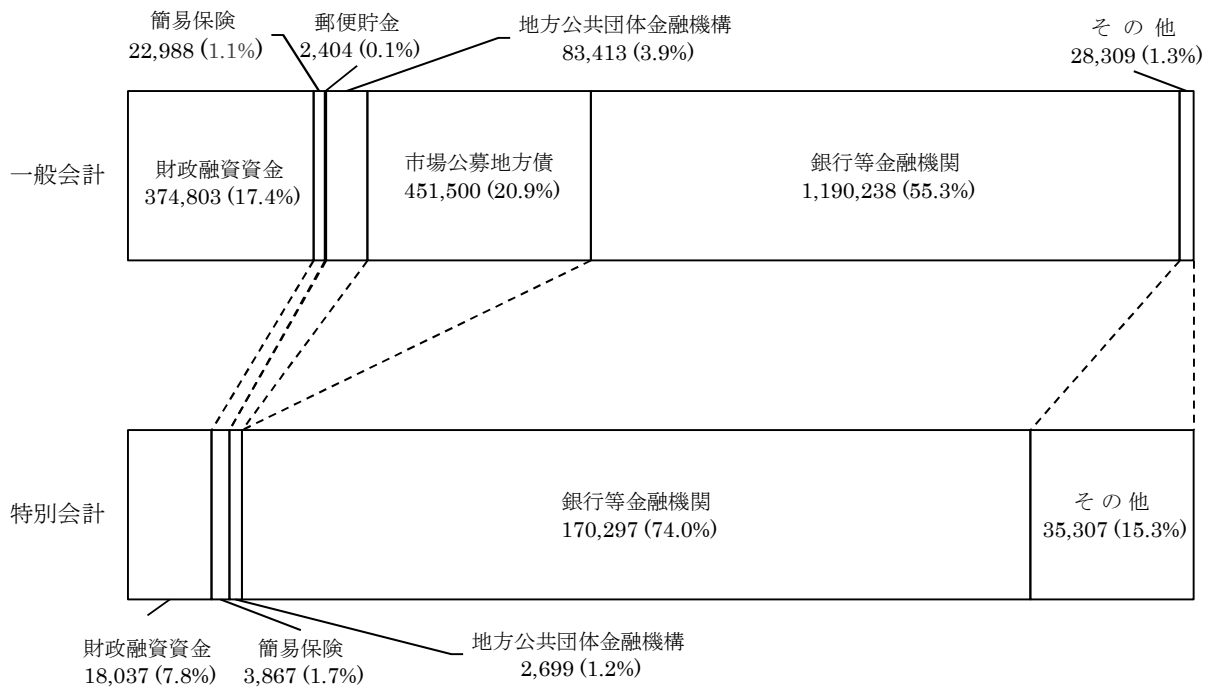 簡易保険
22,988 (1.1%)
郵便貯金
2,404 (0.1%)
地方公共団体金融機構
83,413 (3.9%)
そ の 他
28,309 (1.3%)
一般会計
財政融資資金
374,803 (17.4%)
市場公募地方債
451,500 (20.9%)
銀行等金融機関
1,190,238 (55.3%)
特別会計
銀行等金融機関
170,297 (74.0%)
そ の 他
35,307 (15.3%)
財政融資資金
18,037 (7.8%)
簡易保険
3,867 (1.7%)
地方公共団体金融機構
2,699 (1.2%)